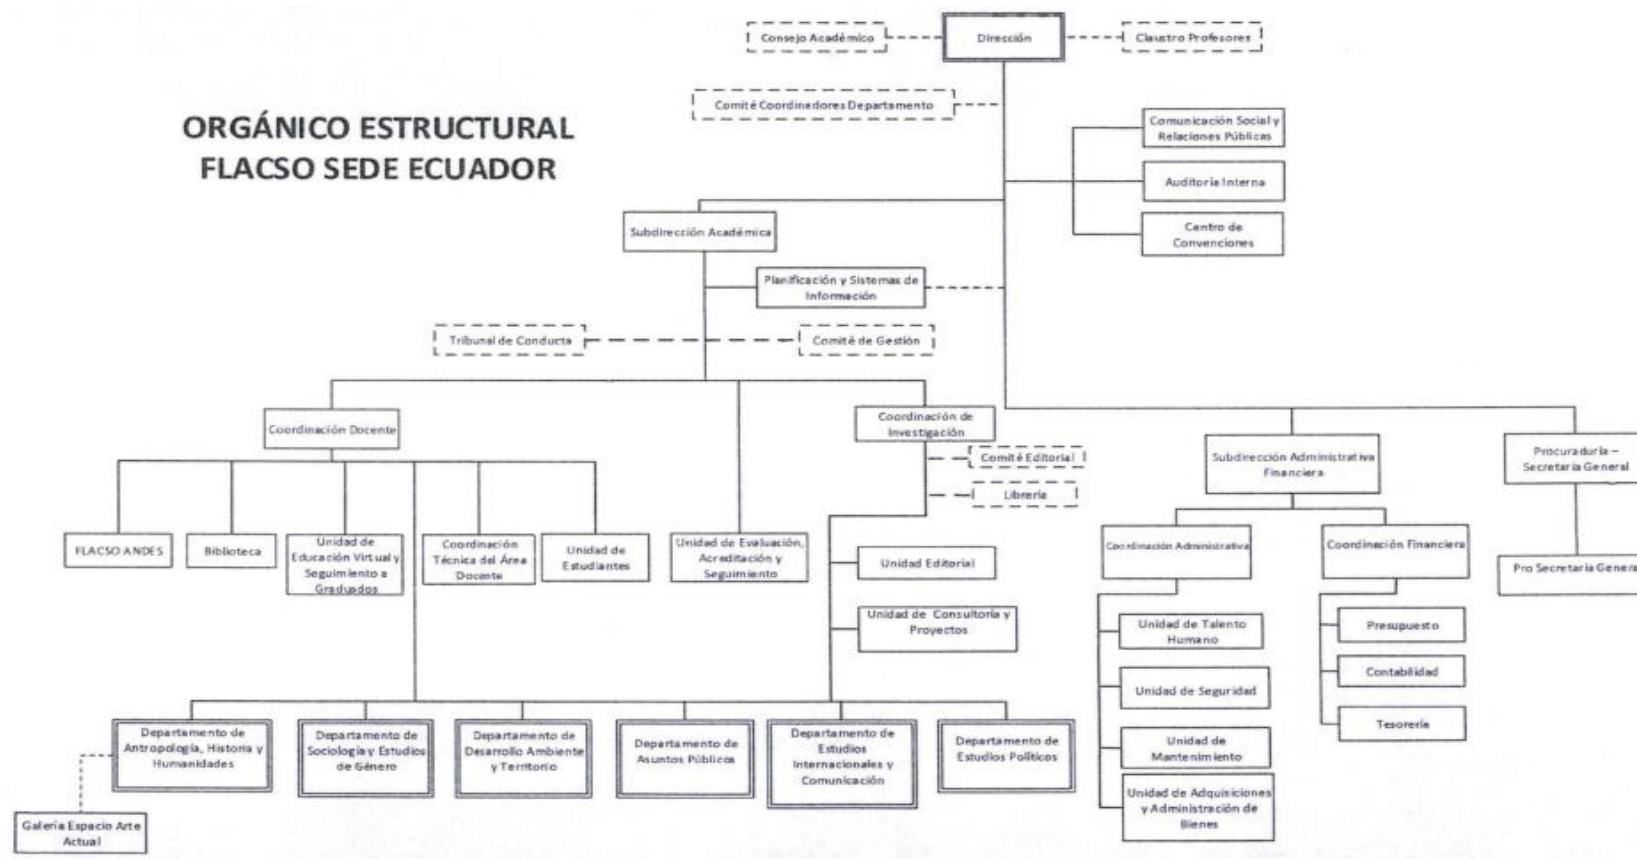 Consejo Académico
Dirección
Claustro Profesores
Comité Coordinadores Departamento
ORGÁNICO ESTRUCTURAL
FLACSO SEDE ECUADOR
Comunicación Social y
Relaciones Públicas
Auditoría Interna
Centro de
Convenciones
Subdirección Académica
Planificación y Sistemas de
Información
Tribunal de Conducta
Comité de Gestión
Coordinación Docente
Coordinación de
Investigación
Comité Editorial
Librería
Subdirección Administrativa
Financiera
Procuraduría –
Secretaría General
FLACSO ANDES
Biblioteca
Unidad de
Educación Virtual y
Seguimiento a
Graduados
Coordinación
Técnica del Área
Docente
Unidad de
Estudiantes
Unidad de Evaluación,
Acreditación y
Seguimiento
Unidad Editorial
Unidad de Consultoría y
Proyectos
Coordinación Administrativa
Coordinación Financiera
Pro Secretaría General
Unidad de Talento
Humano
Unidad de Seguridad
Unidad de
Mantenimiento
Unidad de Adquisiciones
y Administración de
Bienes
Presupuesto
Contabilidad
Tesorería
Departamento de
Antropología, Historia y
Humanidades
Departamento de
Sociología y Estudios
de Género
Departamento de
Desarrollo Ambiente
y Territorio
Departamento de
Asuntos Públicos
Departamento de
Estudios
Internacionales y
Comunicación
Departamento de
Estudios Políticos
Galería Espacio Arte
Actual